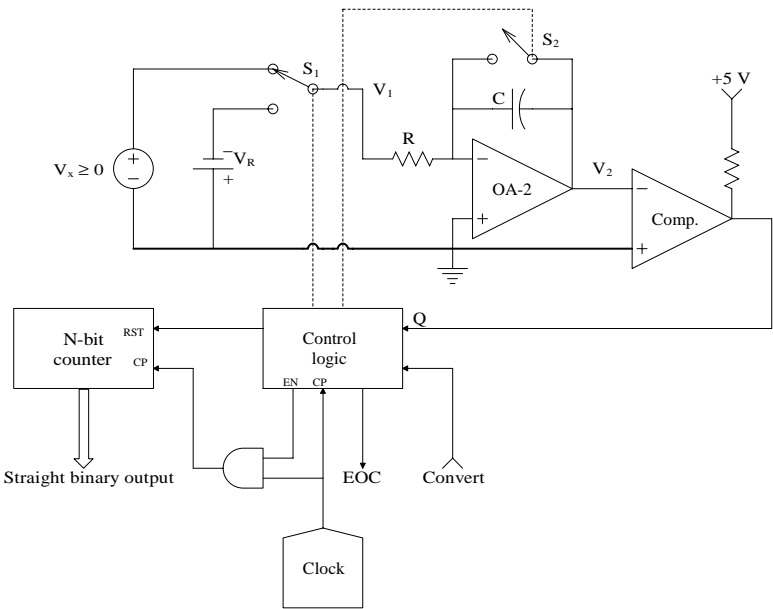 S2
S1
V1
+5 V
C
R
− VR
+
+
−
Vx ≥ 0
−
OA-2
+
V2
−
Comp.
+
Q
N-bit
counter
RST
CP
Control
logic
EN CP
Straight binary output
EOC
Convert
Clock